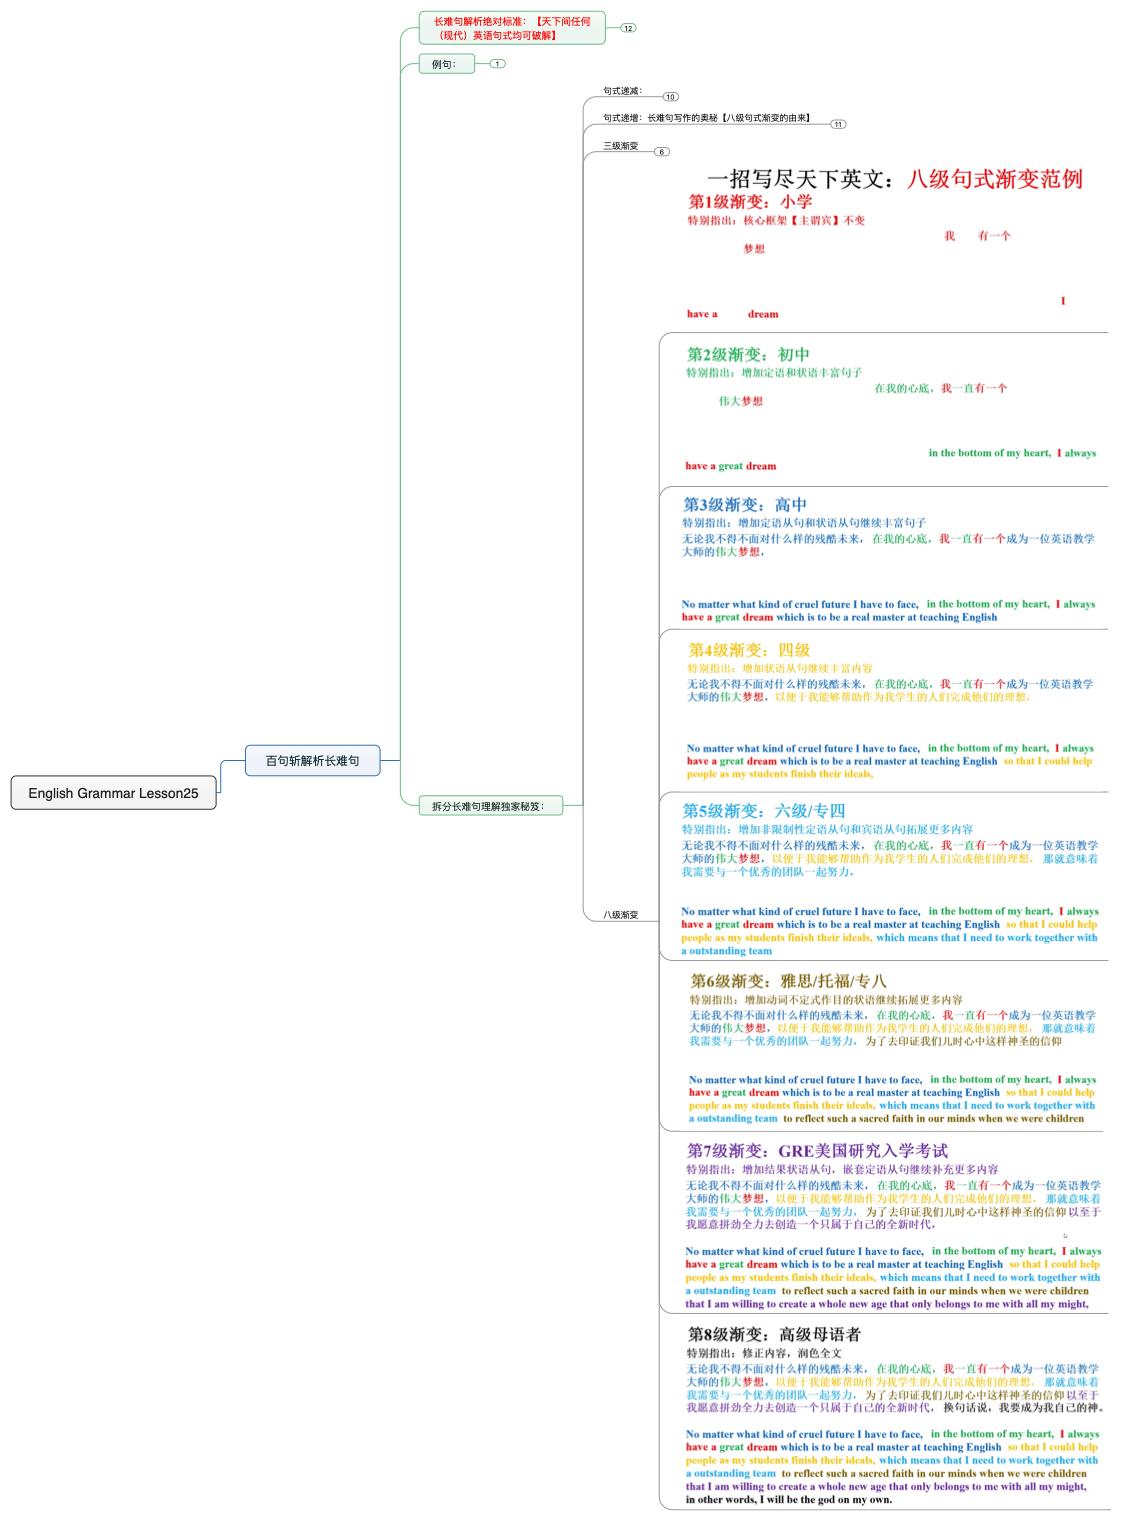 长难句解析绝对标准：【天下间任何
（现代）英语句式均可破解】
12
例句：
1
句式递减：
10
句式递增：长难句写作的奥秘【八级句式渐变的由来】
11
三级渐变
6
English Grammar Lesson25
百句斩解析长难句
拆分长难句理解独家秘笈：
八级渐变
一招写尽天下英文：八级句式渐变范例
第1级渐变：小学
特别指出：核心框架【主谓宾】不变
我 有一个
梦想
I
have a dream
第2级渐变：初中
特别指出：增加定语和状语丰富句子
在我的心底，我一直有一个
伟大梦想
in the bottom of my heart, I always
have a great dream
第3级渐变：高中
特别指出：增加定语从句和状语从句继续丰富句子
无论我不得不面对什么样的残酷未来，在我的心底，我一直有一个成为一位英语教学
大师的伟大梦想，
No matter what kind of cruel future I have to face, in the bottom of my heart, I always
have a great dream which is to be a real master at teaching English
第4级渐变：四级
特别指出：增加状语从句继续丰富内容
无论我不得不面对什么样的残酷未来，在我的心底，我一直有一个成为一位英语教学
大师的伟大梦想，以便于我能够帮助作为我学生的人们完成他们的理想，
No matter what kind of cruel future I have to face, in the bottom of my heart, I always
have a great dream which is to be a real master at teaching English so that I could help
people as my students finish their ideals,
第5级渐变：六级/专四
特别指出：增加非限制性定语从句和宾语从句拓展更多内容
无论我不得不面对什么样的残酷未来，在我的心底，我一直有一个成为一位英语教学
大师的伟大梦想，以便于我能够帮助作为我学生的人们完成他们的理想，那就意味着
我需要与一个优秀的团队一起努力，
No matter what kind of cruel future I have to face, in the bottom of my heart, I always
have a great dream which is to be a real master at teaching English so that I could help
people as my students finish their ideals, which means that I need to work together with
a outstanding team
第6级渐变：雅思/托福/专八
特别指出：增加动词不定式作目的状语继续拓展更多内容
无论我不得不面对什么样的残酷未来，在我的心底，我一直有一个成为一位英语教学
大师的伟大梦想，以便于我能够帮助作为我学生的人们完成他们的理想，那就意味着
我需要与一个优秀的团队一起努力，为了去印证我们儿时心中这样神圣的信仰
No matter what kind of cruel future I have to face, in the bottom of my heart, I always
have a great dream which is to be a real master at teaching English so that I could help
people as my students finish their ideals, which means that I need to work together with
a outstanding team to reflect such a sacred faith in our minds when we were children
第7级渐变：GRE美国研究入学考试
特别指出：增加结果状语从句，嵌套定语从句继续补充更多内容
无论我不得不面对什么样的残酷未来，在我的心底，我一直有一个成为一位英语教学
大师的伟大梦想，以便于我能够帮助作为我学生的人们完成他们的理想，那就意味着
我需要与一个优秀的团队一起努力，为了去印证我们儿时心中这样神圣的信仰以至于
我愿意拼劲全力去创造一个只属于自己的全新时代，
No matter what kind of cruel future I have to face, in the bottom of my heart, I always
have a great dream which is to be a real master at teaching English so that I could help
people as my students finish their ideals, which means that I need to work together with
a outstanding team to reflect such a sacred faith in our minds when we were children
that I am willing to create a whole new age that only belongs to me with all my might,
第8级渐变：高级母语者
特别指出：修正内容，润色全文
无论我不得不面对什么样的残酷未来，在我的心底，我一直有一个成为一位英语教学
大师的伟大梦想，以便于我能够帮助作为我学生的人们完成他们的理想，那就意味着
我需要与一个优秀的团队一起努力，为了去印证我们儿时心中这样神圣的信仰以至于
我愿意拼劲全力去创造一个只属于自己的全新时代，换句话说，我要成为我自己的神。
No matter what kind of cruel future I have to face, in the bottom of my heart, I always
have a great dream which is to be a real master at teaching English so that I could help
people as my students finish their ideals, which means that I need to work together with
a outstanding team to reflect such a sacred faith in our minds when we were children
that I am willing to create a whole new age that only belongs to me with all my might,
in other words, I will be the god on my own.